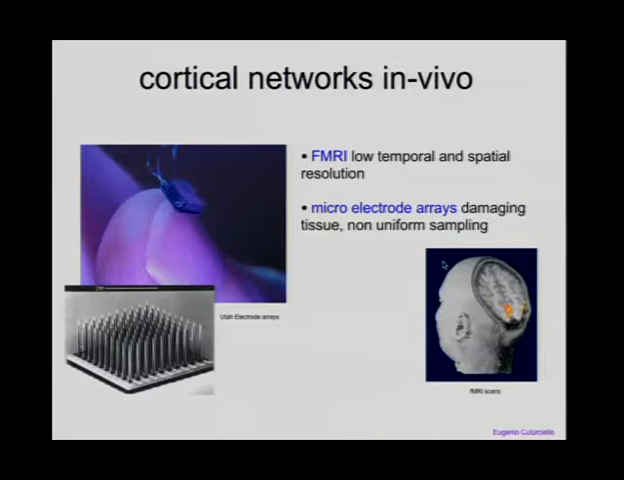 cortical networks in-vivo
• FMRI low temporal and spatial
resolution
• micro electrode arrays damaging
tissue, non uniform sampling
Utah Electrode arrays
fMRI scans
Eugenio Culurciello